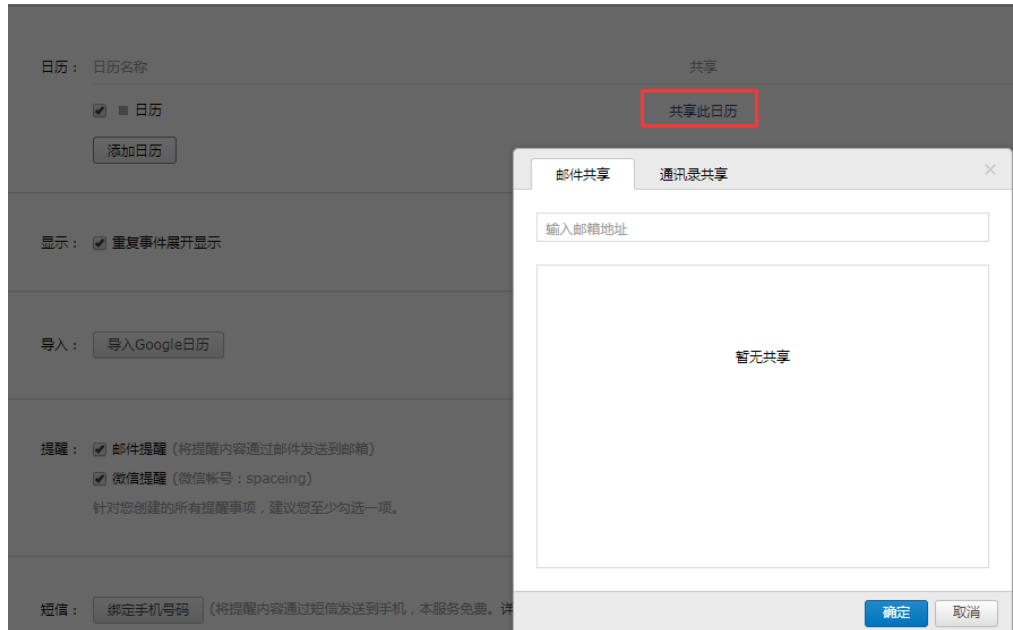 日历： 日历名称 共享
日历 共享此日历
添加日历
邮件共享 通讯录共享
输入邮箱地址
显示： 重复事件展开显示
导入： 导入Google日历
暂无共享
提醒： 邮件提醒 (将提醒内容通过邮件发送到邮箱)
微信提醒 (微信帐号：spaceing)
针对您创建的所有提醒事项，建议您至少勾选一项。
短信： 绑定手机号码 (将提醒内容通过短信发送到手机，本服务免费。详
确定 取消